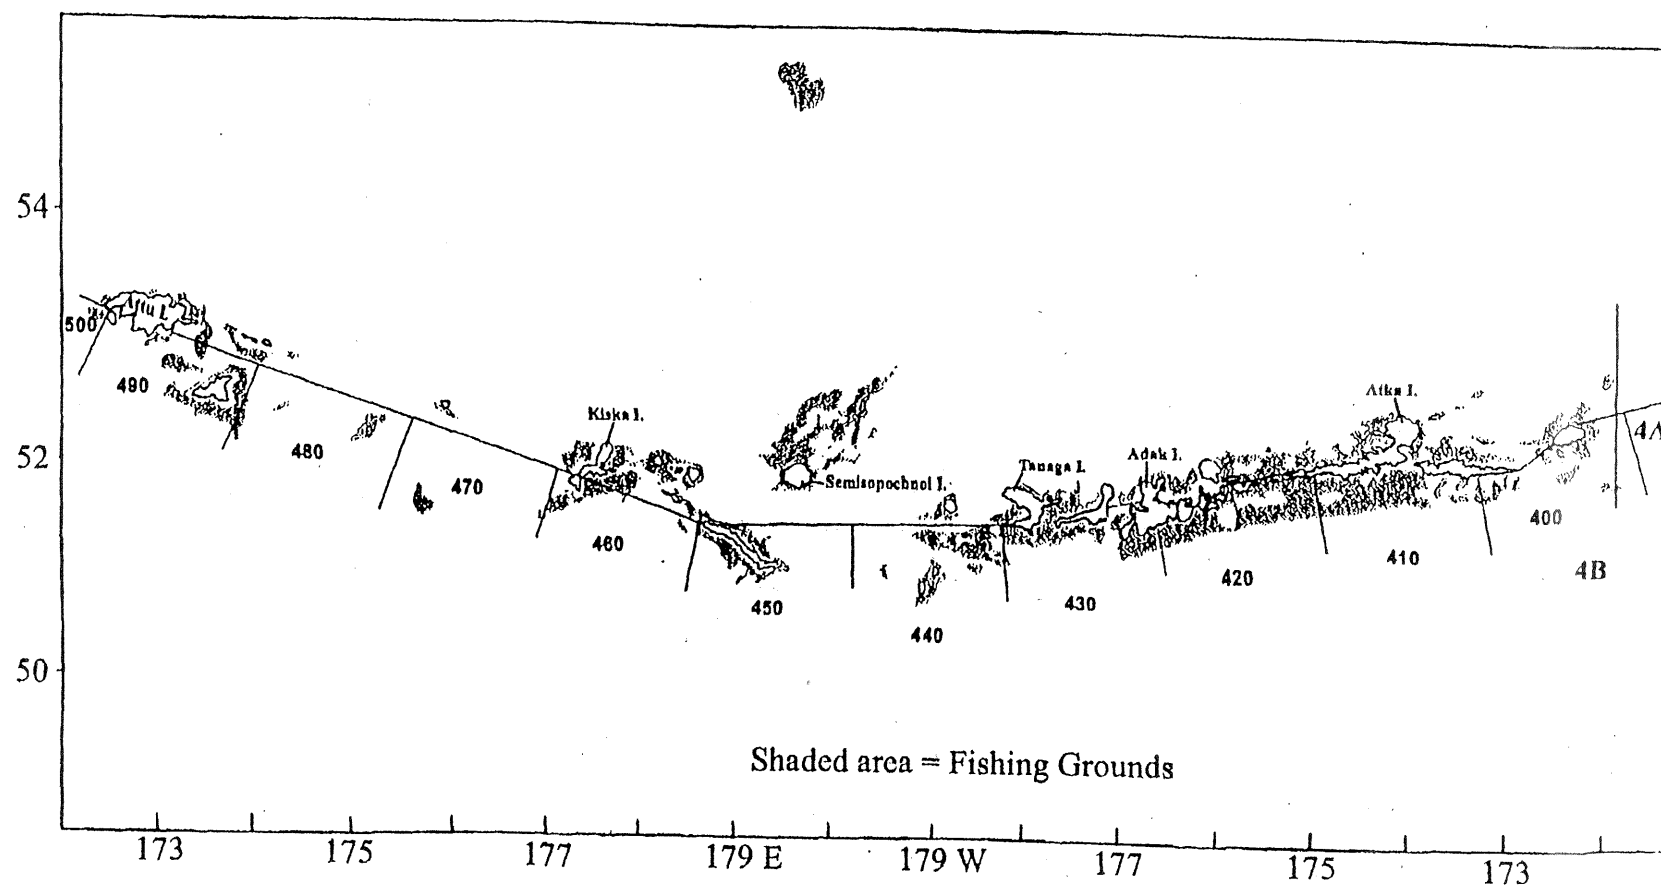 54
Attu I.
500
490
Kiska I.
Atka I.
480
52
470
Semisopochnoi I.
Tanaga I.
Adak I.
4A
460
450
440
430
420
410
400
4B
50
Shaded area = Fishing Grounds
173 175 177 179 E 179 W 177 175 173